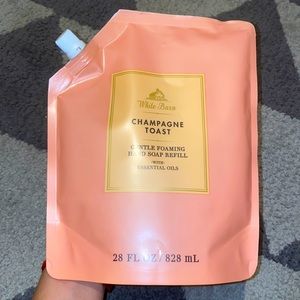 White Barn
CHAMPAGNE
TOAST
GENTLE FOAMING
HAND SOAP REFILL
WITH
ESSENTIAL OILS
28 FL OZ / 828 mL